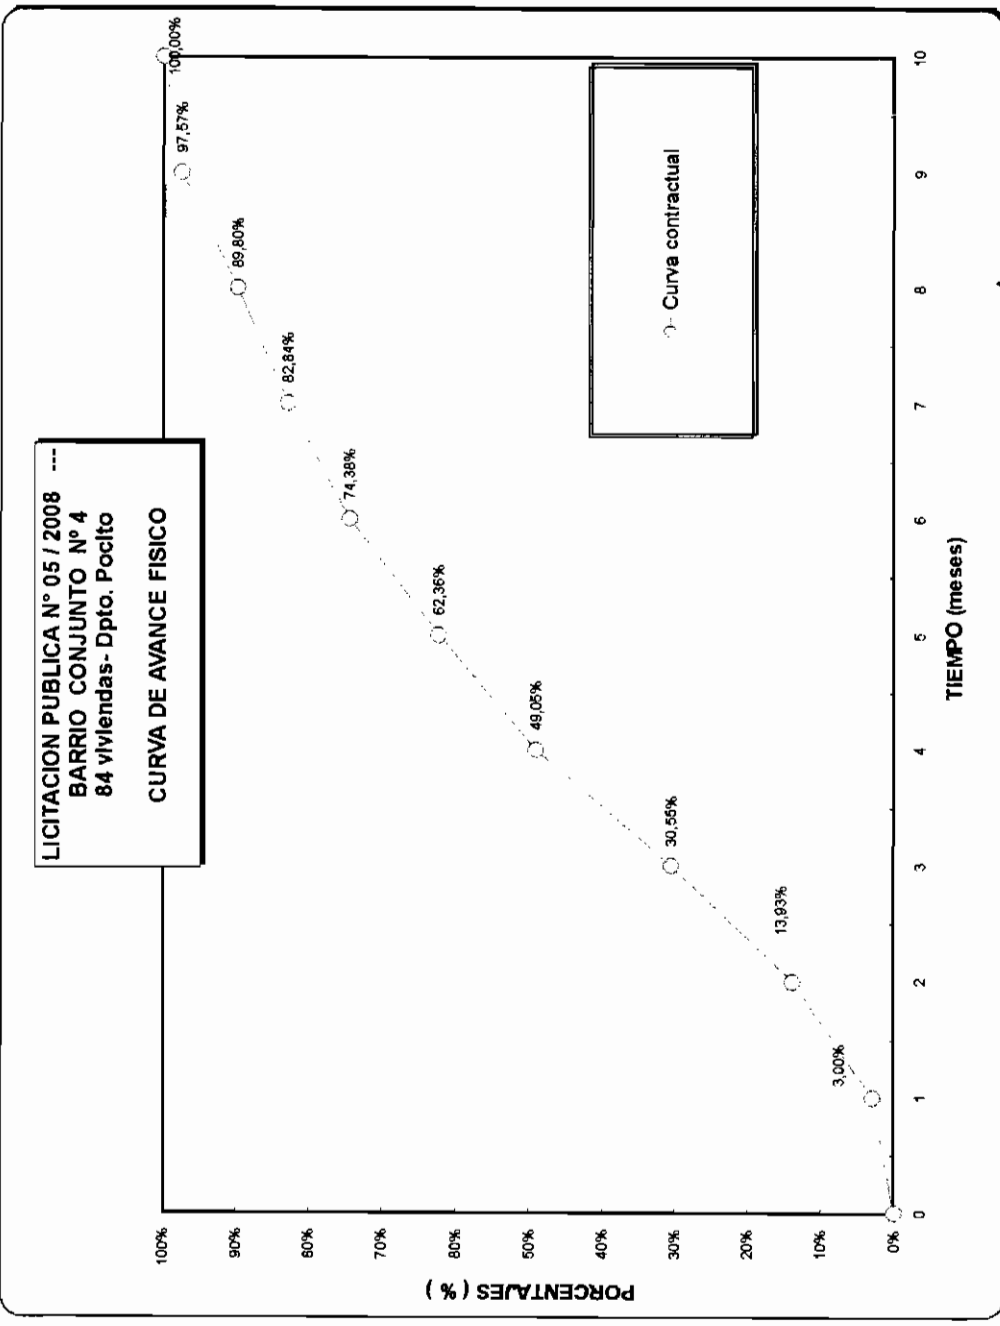 LICITACION PUBLICA N° 05 / 2008 ---
BARRIO CONJUNTO N° 4
84 viviendas- Dpto. Pocito
CURVA DE AVANCE FISICO
PORCENTAJES ( % )
100%
90%
80%
70%
60%
50%
40%
30%
20%
10%
0%
3,00%
13,93%
30,55%
49,05%
62,36%
74,38%
82,84%
89,80%
97,57%
100,00%
Curva contractual
0 1 2 3 4 5 6 7 8 9 10
TIEMPO (meses)